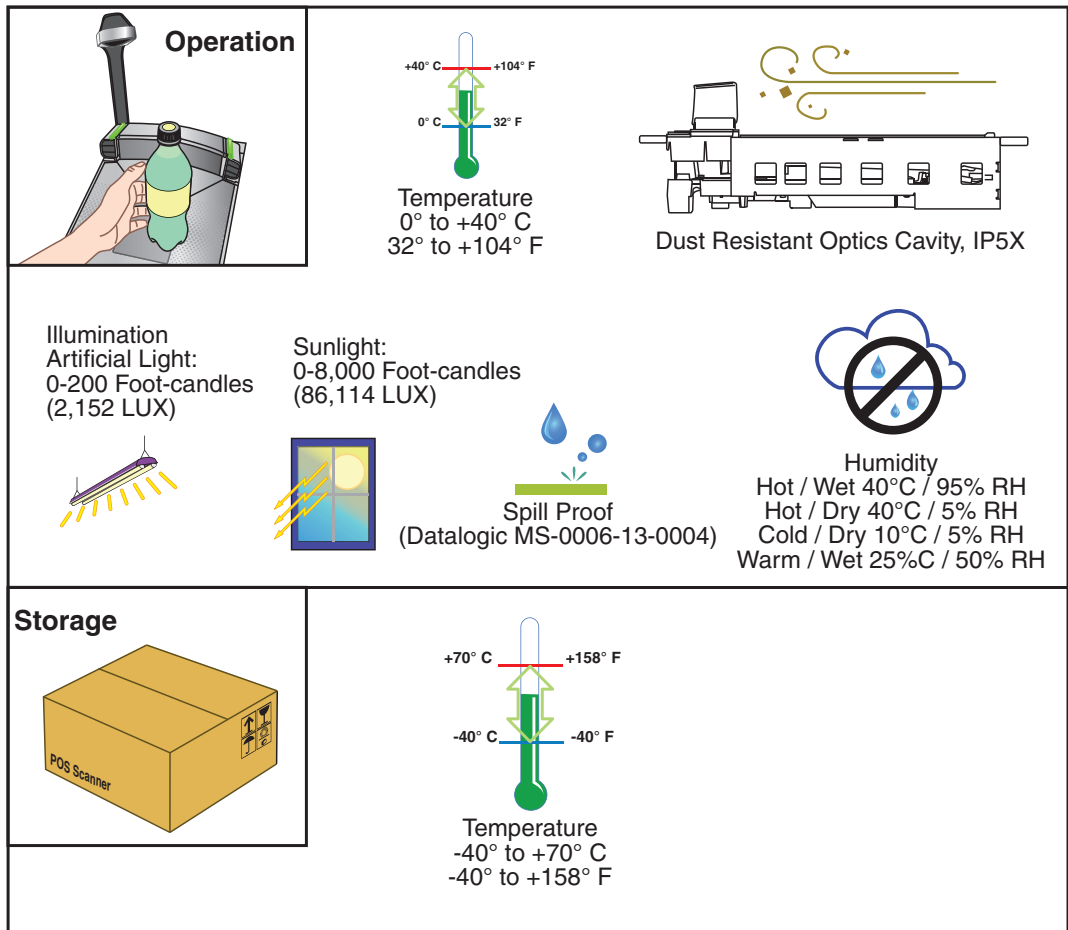 Operation
+40° C
+104° F
0° C
32° F
Temperature
0° to +40° C
32° to +104° F
Dust Resistant Optics Cavity, IP5X
Illumination
Artificial Light:
0-200 Foot-candles
(2,152 LUX)
Sunlight:
0-8,000 Foot-candles
(86,114 LUX)
Spill Proof
(Datalogic MS-0006-13-0004)
Humidity
Hot / Wet 40°C / 95% RH
Hot / Dry 40°C / 5% RH
Cold / Dry 10°C / 5% RH
Warm / Wet 25%C / 50% RH
Storage
POS Scanner
+70° C
+158° F
-40° C
-40° F
Temperature
-40° to +70° C
-40° to +158° F